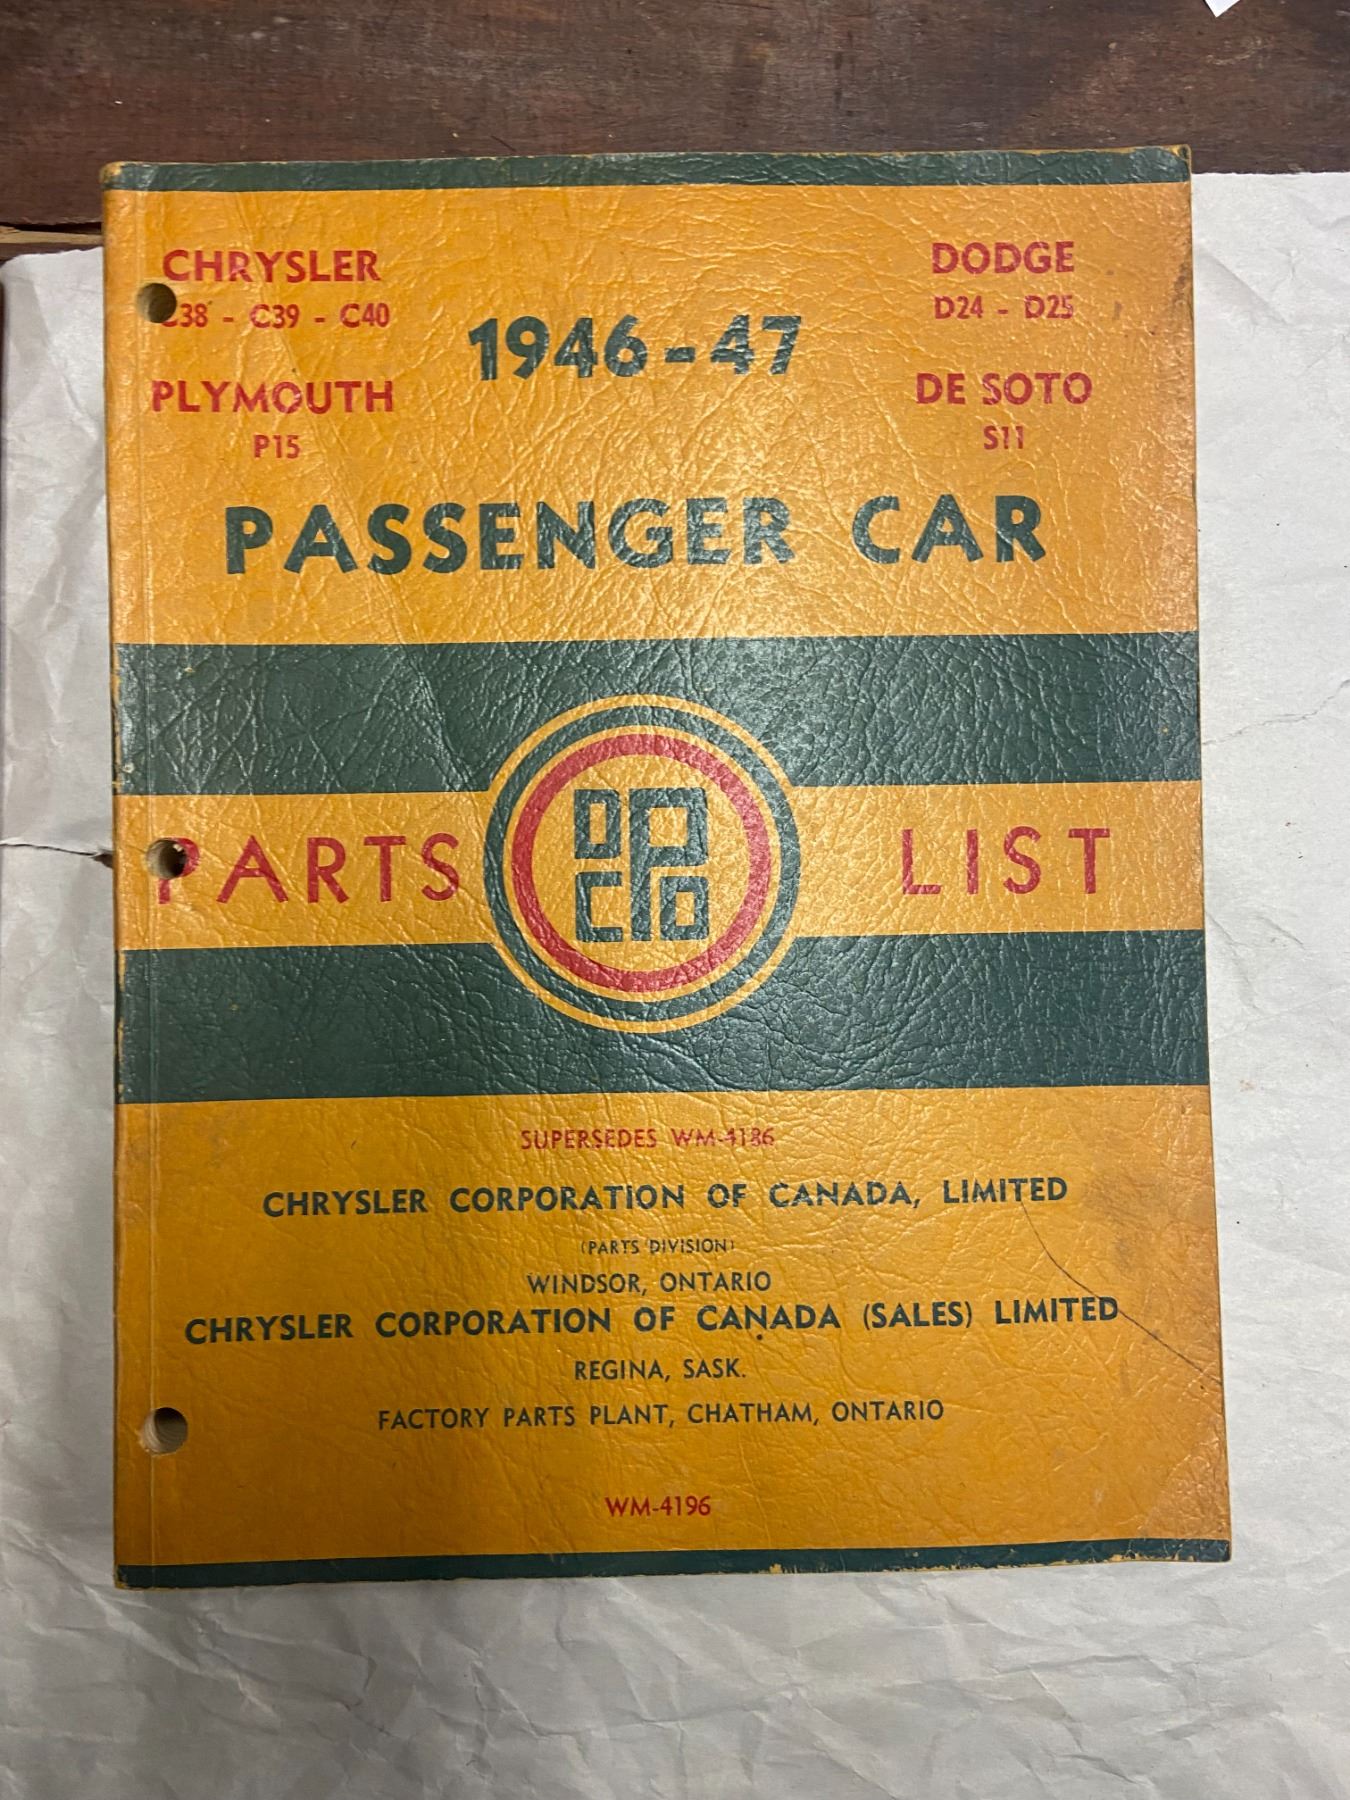 CHRYSLER
C38 - C39 - C40
PLYMOUTH
P15
1946-47
DODGE
D24 - D25
DE SOTO
S11
PASSENGER CAR
PARTS LIST
DPCPD
SUPERSEDES WM-4186
CHRYSLER CORPORATION OF CANADA, LIMITED
(PARTS DIVISION)
WINDSOR, ONTARIO
CHRYSLER CORPORATION OF CANADA (SALES) LIMITED
REGINA, SASK.
FACTORY PARTS PLANT, CHATHAM, ONTARIO
WM-4196